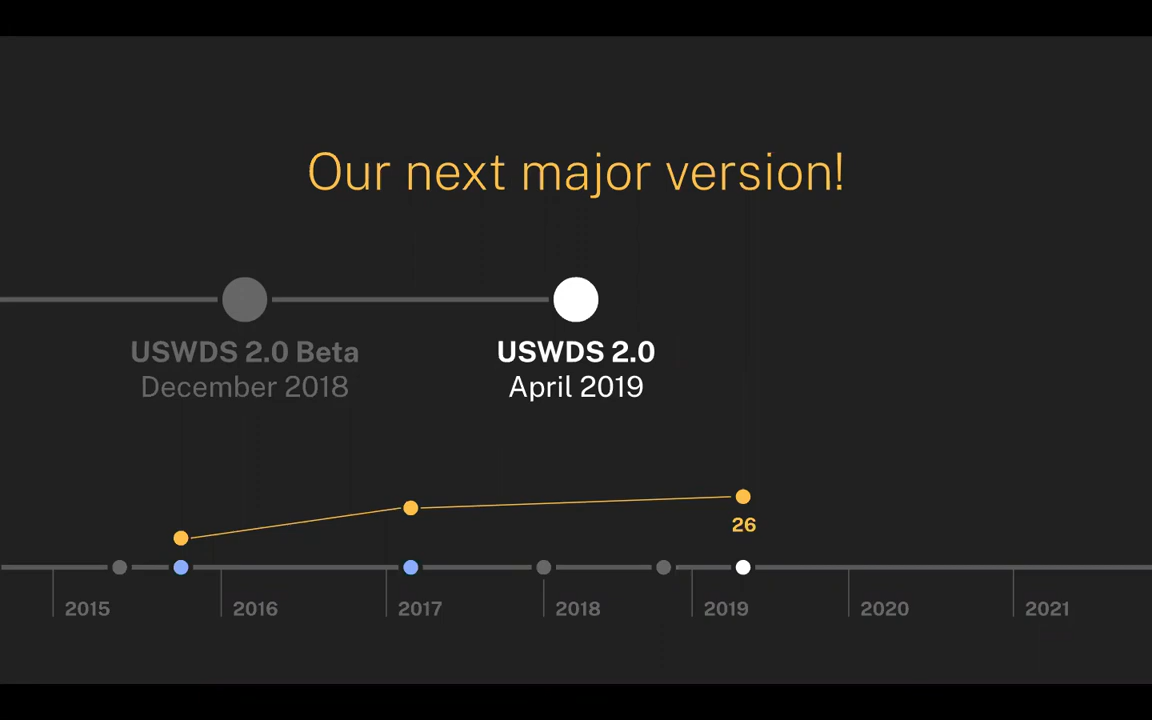 Our next major version!
USWDS 2.0 Beta
December 2018
USWDS 2.0
April 2019
26
2015
2016
2017
2018
2019
2020
2021